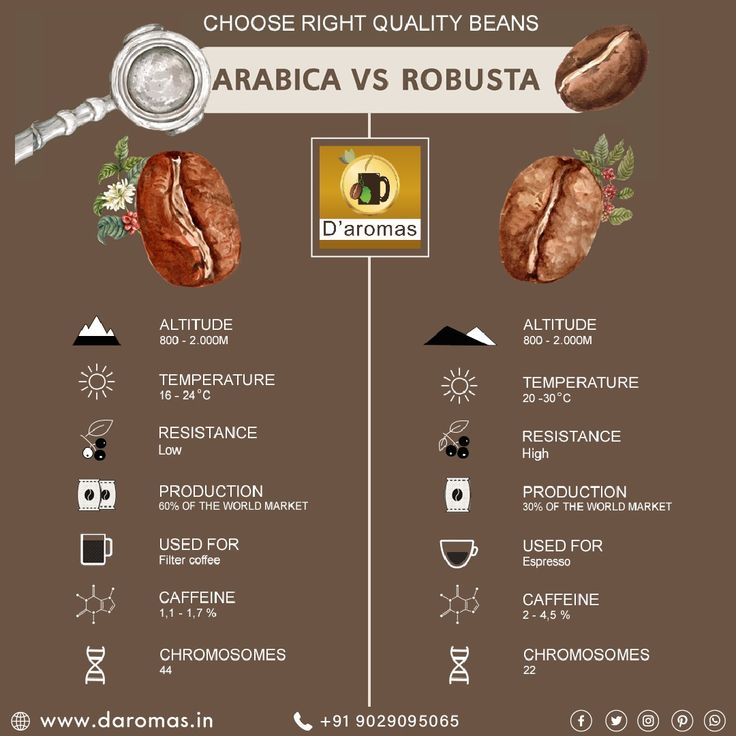 CHOOSE RIGHT QUALITY BEANS
ARABICA VS ROBUSTA
D'aromas
ALTITUDE
800 - 2.000M
TEMPERATURE
16 - 24°C
RESISTANCE
Low
PRODUCTION
60% OF THE WORLD MARKET
USED FOR
Filter coffee
CAFFEINE
1,1 - 1,7 %
CHROMOSOMES
44
ALTITUDE
800 - 2.000M
TEMPERATURE
20 -30°C
RESISTANCE
High
PRODUCTION
30% OF THE WORLD MARKET
USED FOR
Espresso
CAFFEINE
2 - 4,5 %
CHROMOSOMES
22
www.daromas.in
+91 9029095065